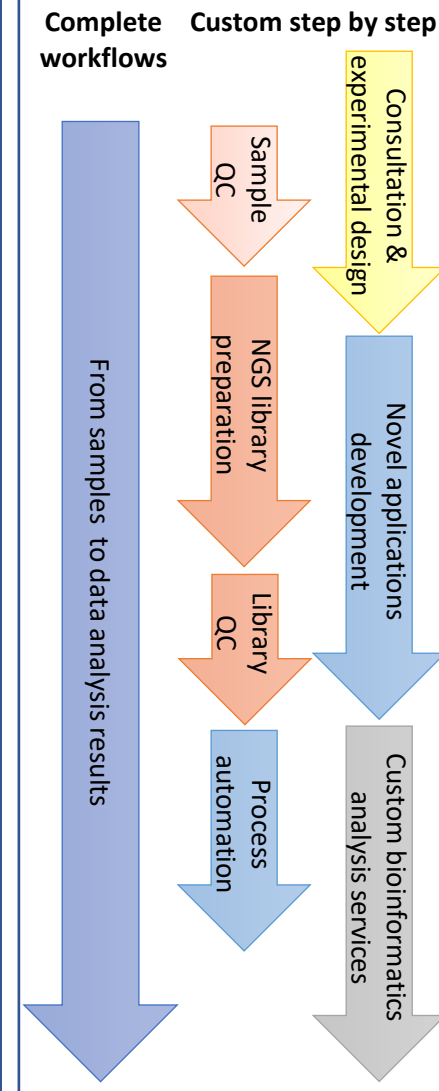 Complete
workflows
Custom step by step
From samples to data analysis results
Sample
QC
NGS library
preparation
Library
QC
Process
automation
Consultation &
experimental design
Novel applications
development
Custom bioinformatics
analysis services